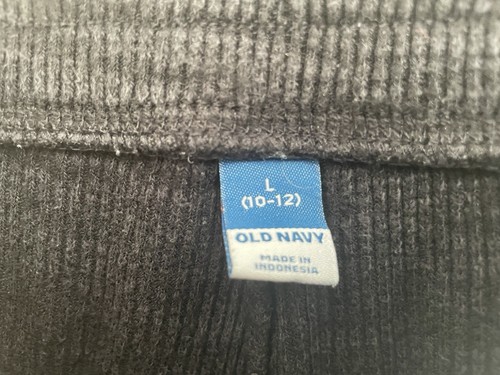 L
(10-12)
OLD NAVY
MADE IN
INDONESIA